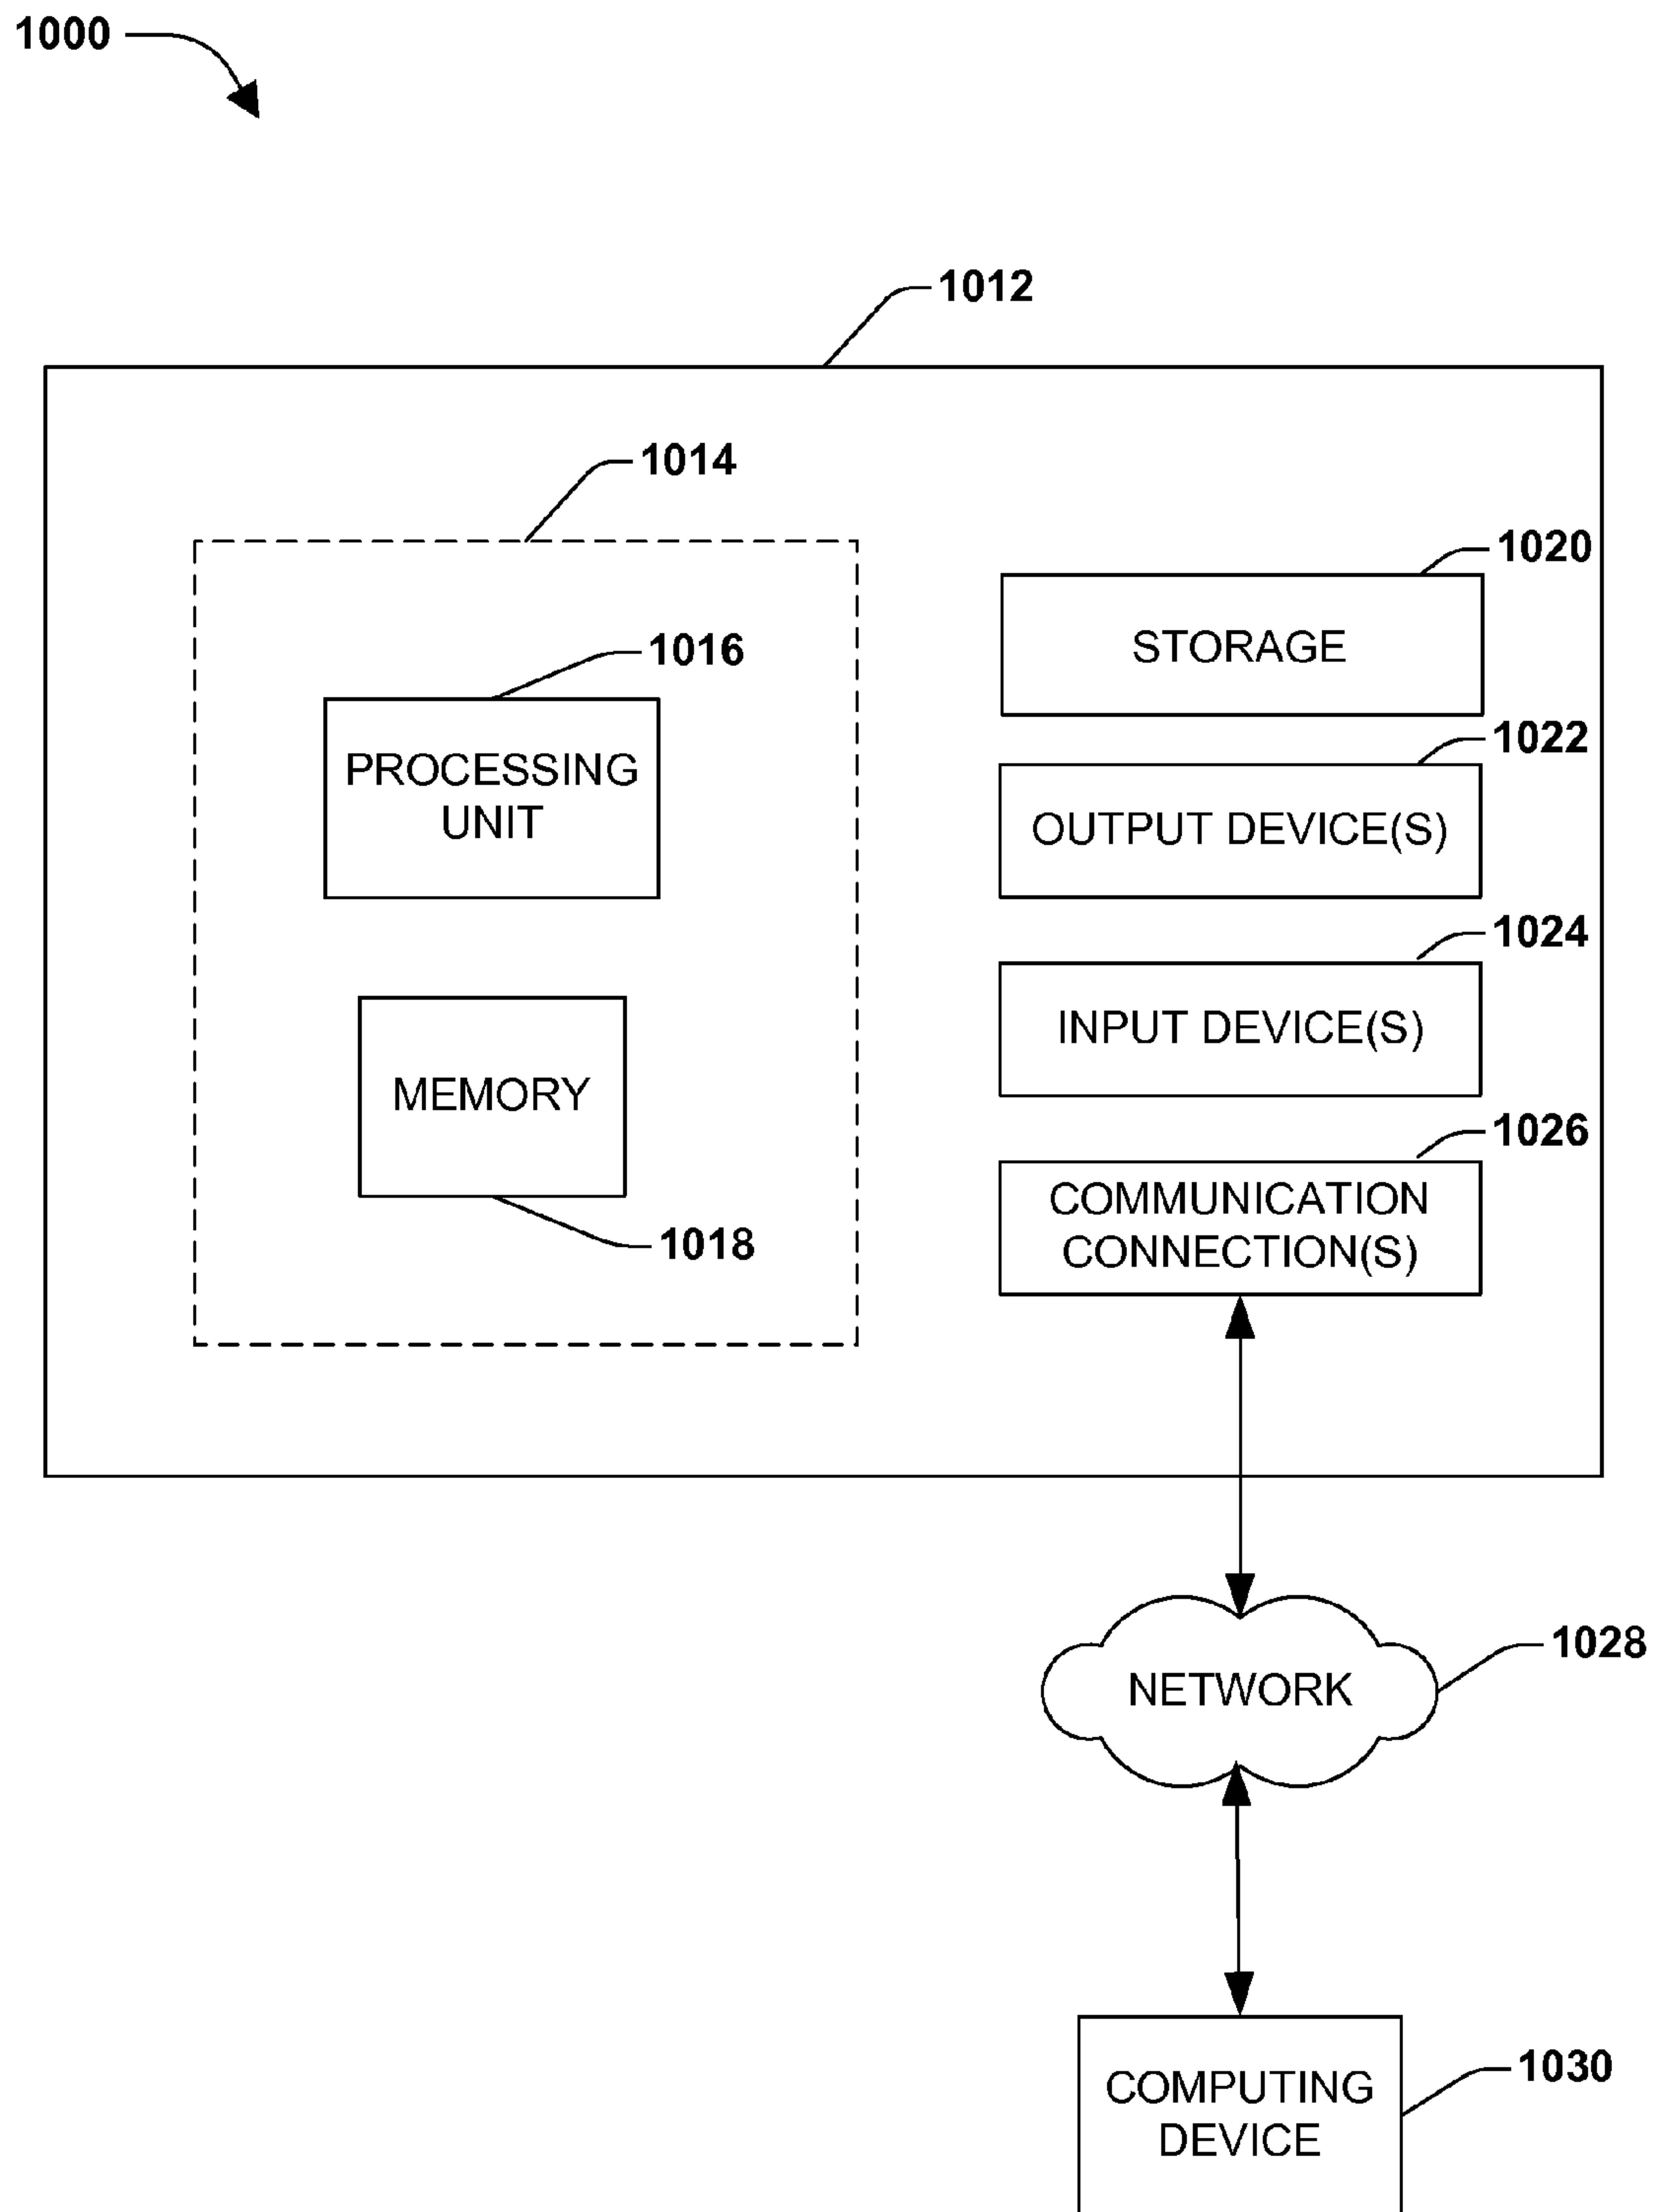 1000
1012
1014
1020
STORAGE
1016
PROCESSING
UNIT
1022
OUTPUT DEVICE(S)
1024
INPUT DEVICE(S)
MEMORY
1018
1026
COMMUNICATION
CONNECTION(S)
1028
NETWORK
1030
COMPUTING
DEVICE